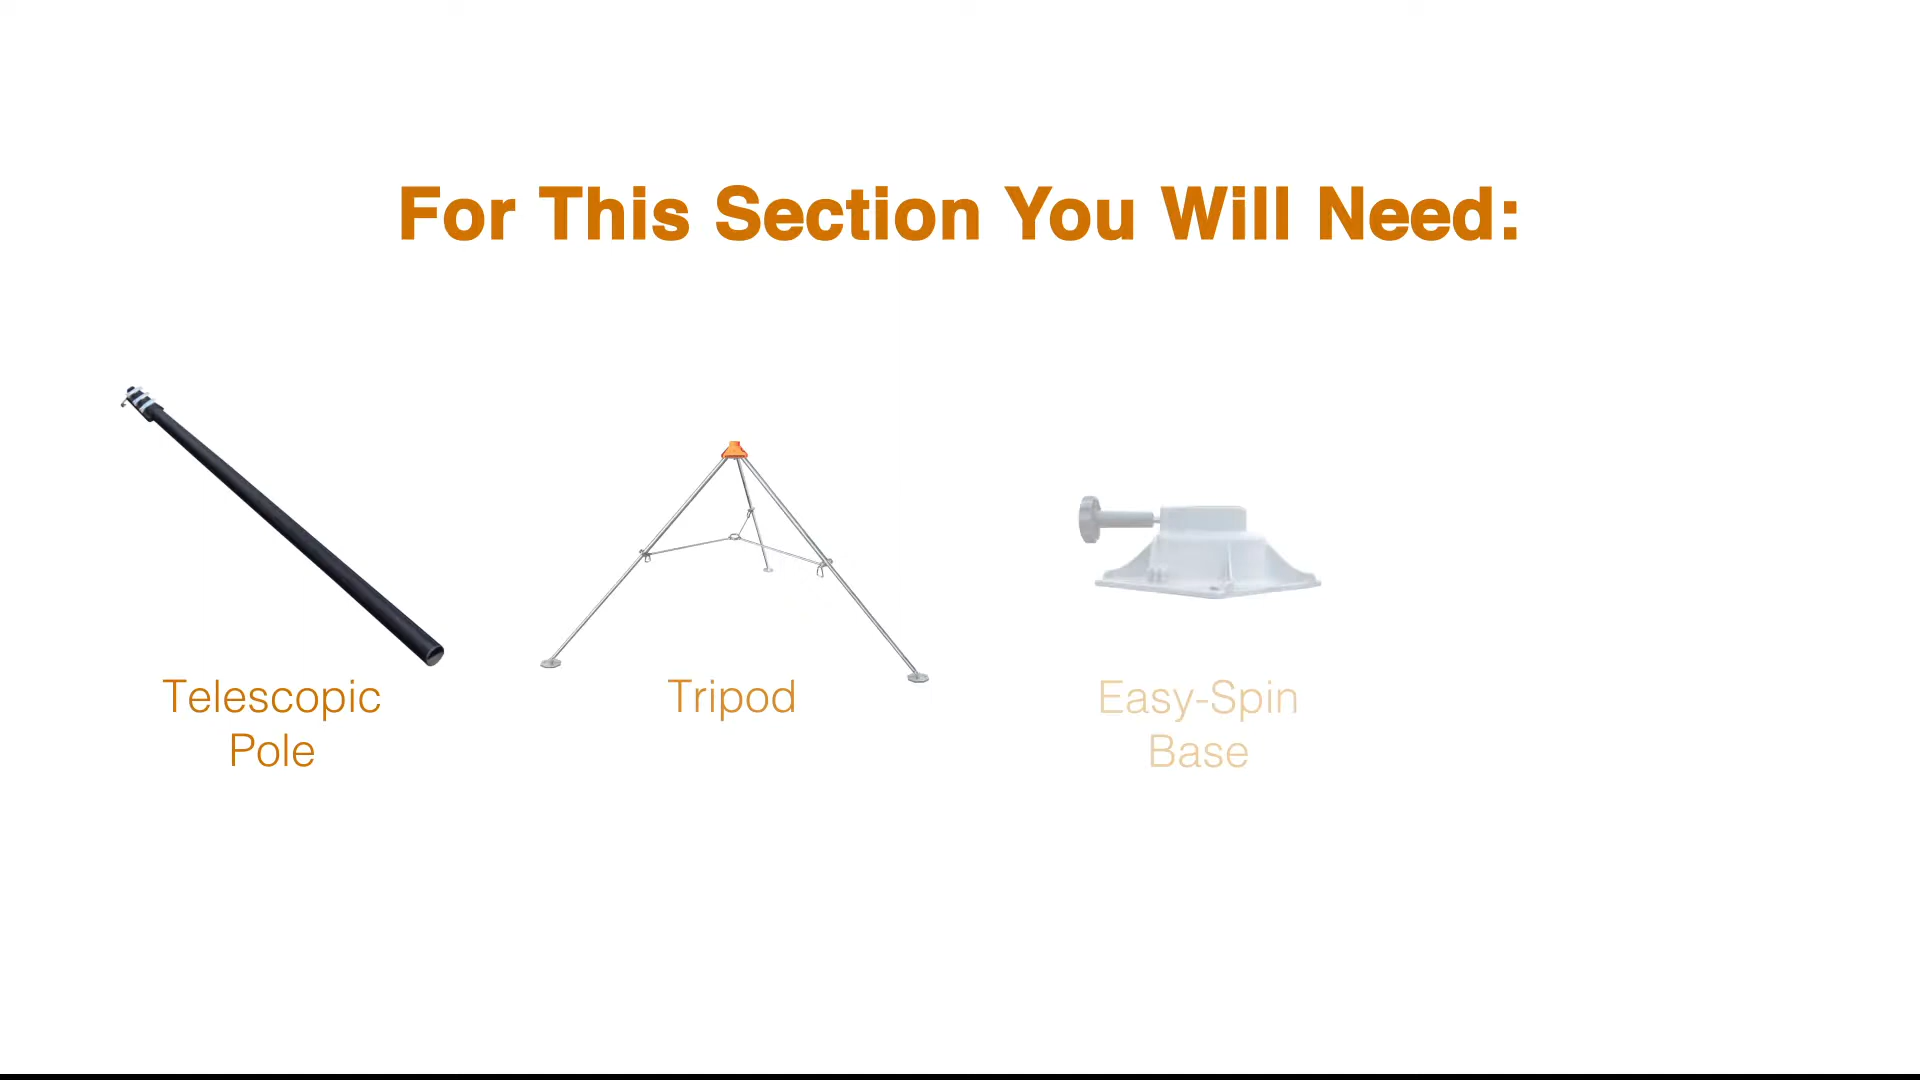 For This Section You Will Need:
Telescopic
Pole
Tripod
Easy-Spin
Base